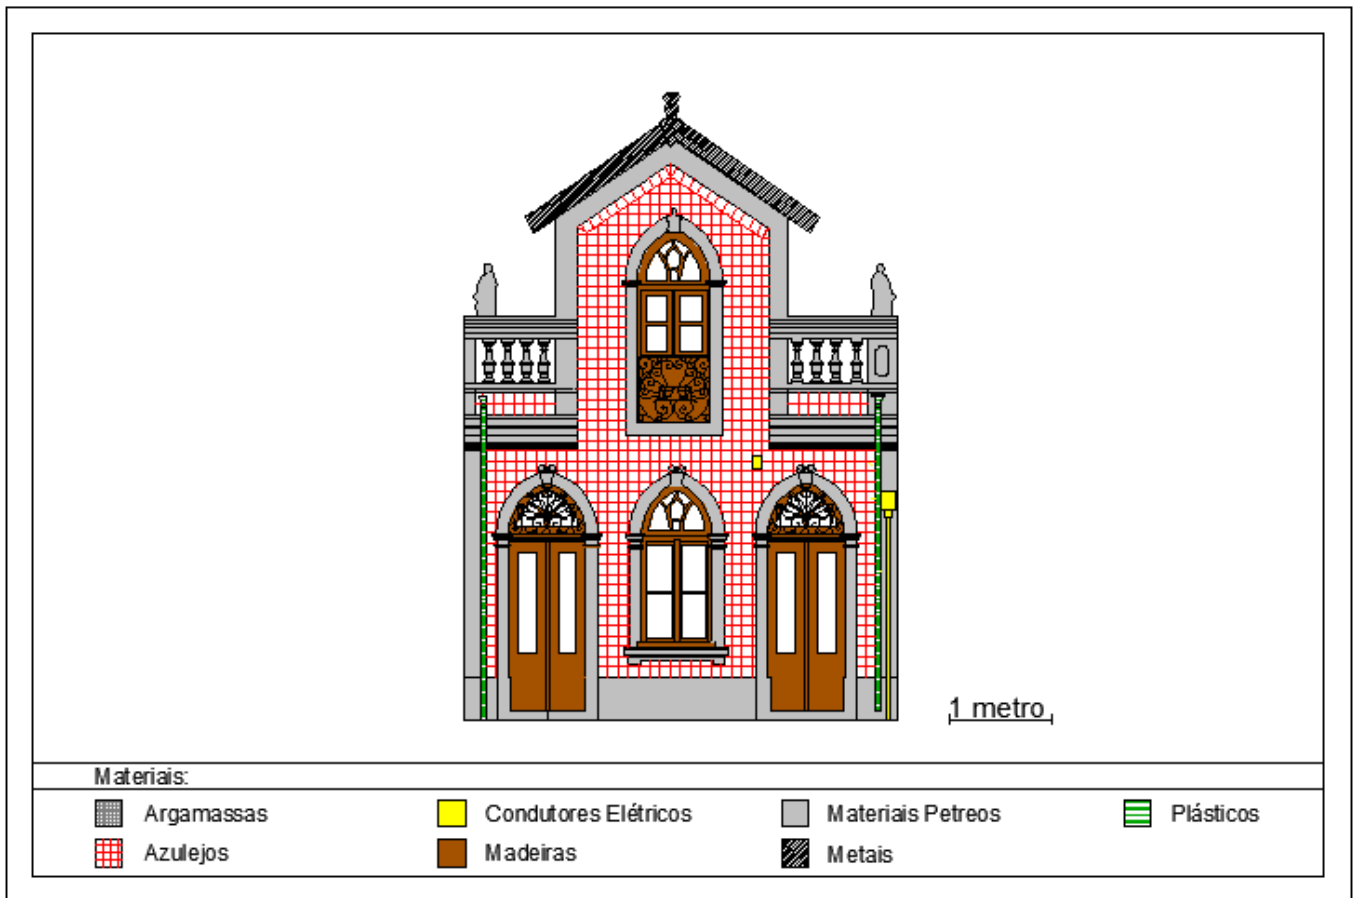 1 metro
Materiais:
Argamassas
Condutores Elétricos
Materiais Petreos
Plásticos
Azulejos
Madeiras
Metais